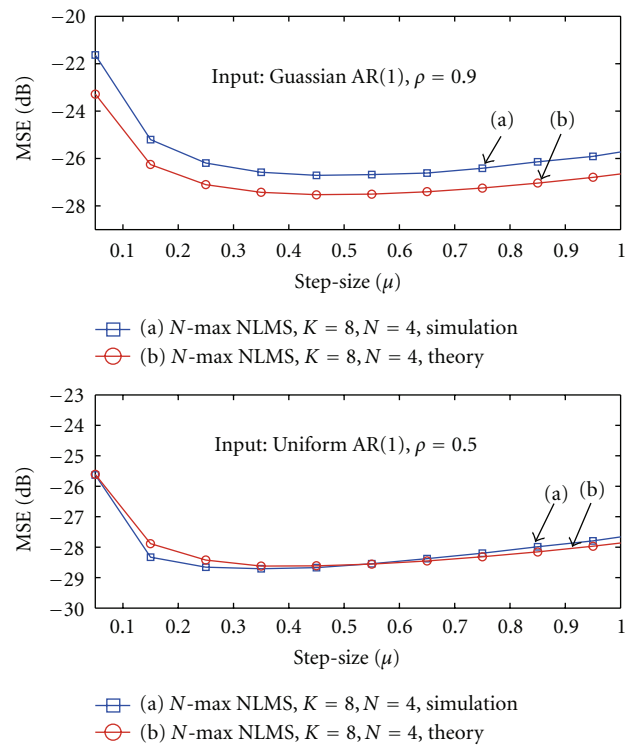 −20
−22
−24
−26
−28
MSE (dB)
Input: Guassian AR(1), ρ = 0.9
(a)
(b)
0.1 0.2 0.3 0.4 0.5 0.6 0.7 0.8 0.9 1
Step-size (μ)
(a) N-max NLMS, K = 8, N = 4, simulation
(b) N-max NLMS, K = 8, N = 4, theory
−23
−24
−25
−26
−27
−28
−29
−30
MSE (dB)
Input: Uniform AR(1), ρ = 0.5
(a)
(b)
0.1 0.2 0.3 0.4 0.5 0.6 0.7 0.8 0.9 1
Step-size (μ)
(a) N-max NLMS, K = 8, N = 4, simulation
(b) N-max NLMS, K = 8, N = 4, theory